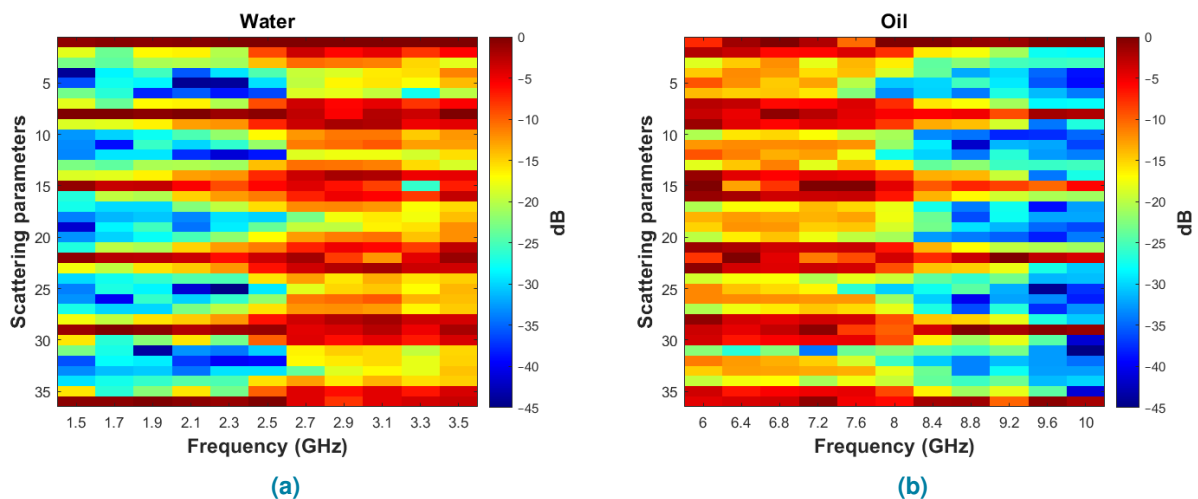 Water
Scattering parameters
5
10
15
20
25
30
35
1.5 1.7 1.9 2.1 2.3 2.5 2.7 2.9 3.1 3.3 3.5
Frequency (GHz)
0
-5
-10
-15
-20
-25
-30
-35
-40
-45
dB
(a)
Oil
Scattering parameters
5
10
15
20
25
30
35
6 6.4 6.8 7.2 7.6 8 8.4 8.8 9.2 9.6 10
Frequency (GHz)
0
-5
-10
-15
-20
-25
-30
-35
-40
-45
dB
(b)